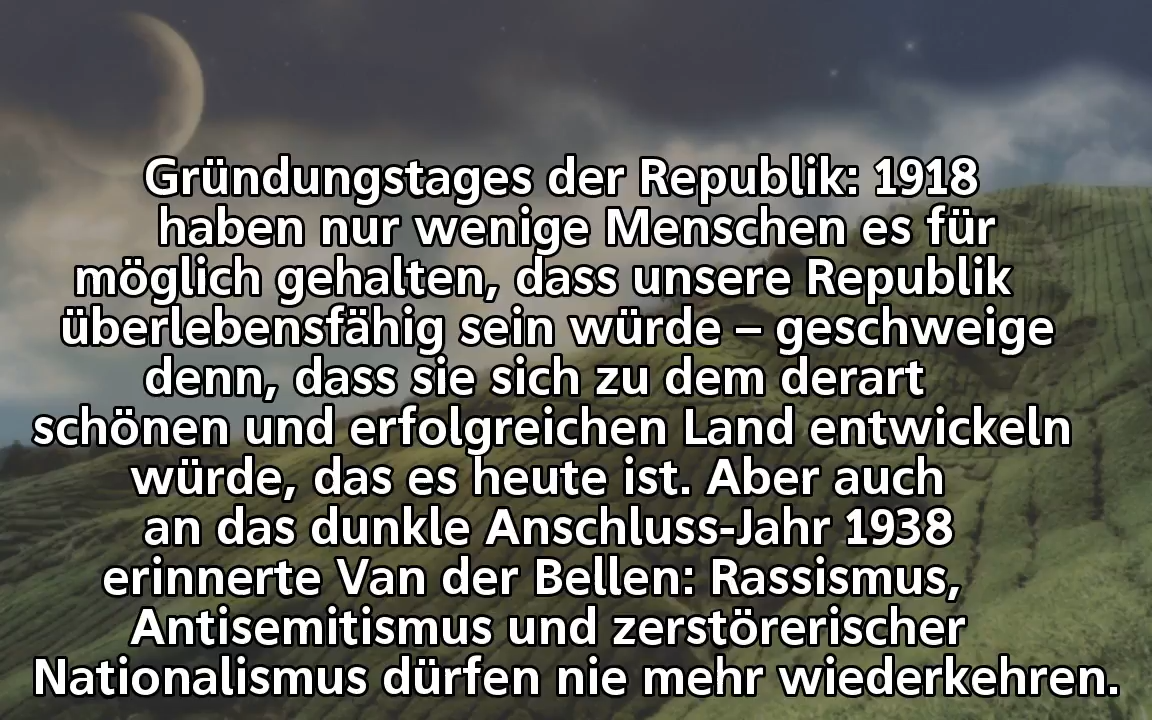 Gründungstages der Republik: 1918
haben nur wenige Menschen es für
möglich gehalten, dass unsere Republik
überlebensfähig sein würde – geschweige
denn, dass sie sich zu dem derart
schönen und erfolgreichen Land entwickeln
würde, das es heute ist. Aber auch
an das dunkle Anschluss-Jahr 1938
erinnerte Van der Bellen: Rassismus,
Antisemitismus und zerstörerischer
Nationalismus dürfen nie mehr wiederkehren.